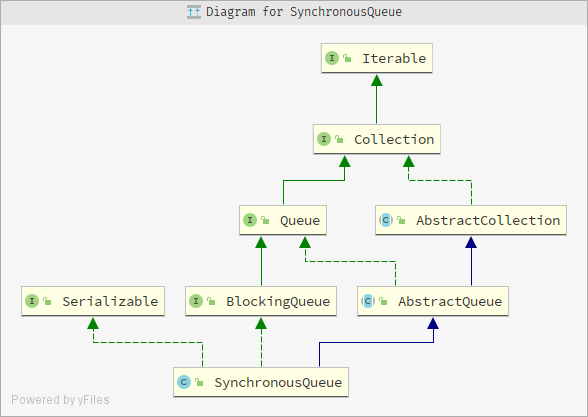 Diagram for SynchronousQueue
I Iterable
I Collection
I Queue
C AbstractCollection
I Serializable
I BlockingQueue
C AbstractQueue
C SynchronousQueue
Powered by yFiles